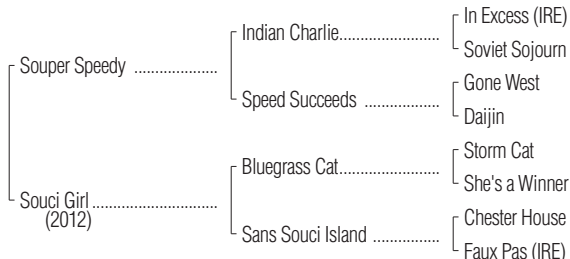 In Excess (IRE)
Indian Charlie....................
Soviet Sojourn
Souper Speedy ..................
Gone West
Speed Succeeds ................
Daijin
Storm Cat
Bluegrass Cat....................
She's a Winner
Souci Girl ..........................
(2012)
Chester House
Sans Souci Island ..............
Faux Pas (IRE)